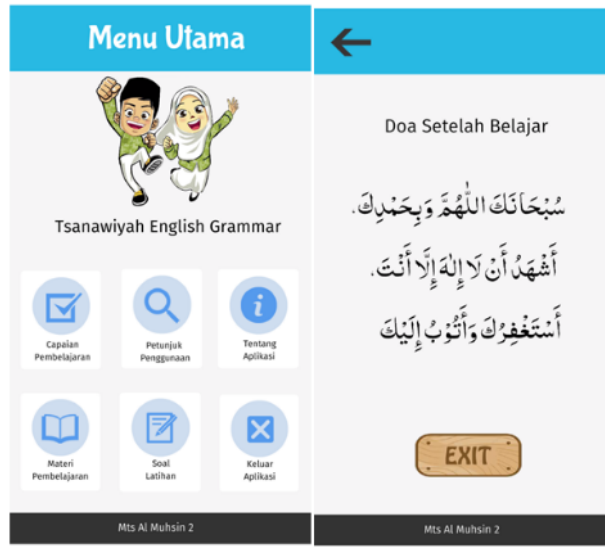 Menu Utama
Tsanawiyah English Grammar
Capaian
Pembelajaran
Petunjuk
Penggunaan
Tentang
Aplikasi
Materi
Pembelajaran
Soal
Latihan
Keluar
Aplikasi
Mts Al Muhsin 2
Doa Setelah Belajar
سُبْحَانَكَ اللّٰهُمَّ وَبِحَمْدِكَ.
أَشْهَدُ أَنْ لَا إِلٰهَ إِلَّا أَنْتَ.
أَسْتَغْفِرُكَ وَأَتُوْبُ إِلَيْكَ
EXIT
Mts Al Muhsin 2